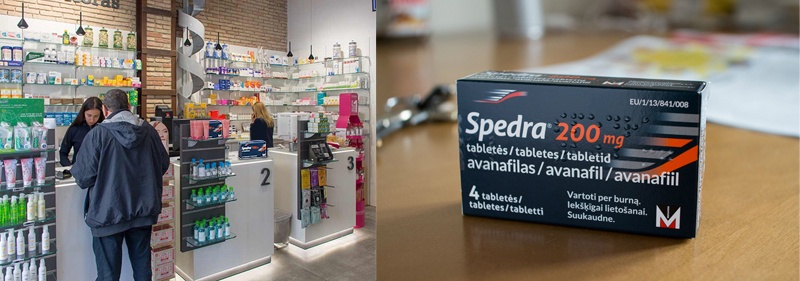 2
3
EU/1/13/841/008
Spedra® 200 mg
tabletės/tabletes/tabletid
avanafilas/avanafil/avanafiil
4 tabletės/
tabletes/tabletti
Vartoti per burną.
Iekšķīgai lietošanai.
Suukaudne.
M